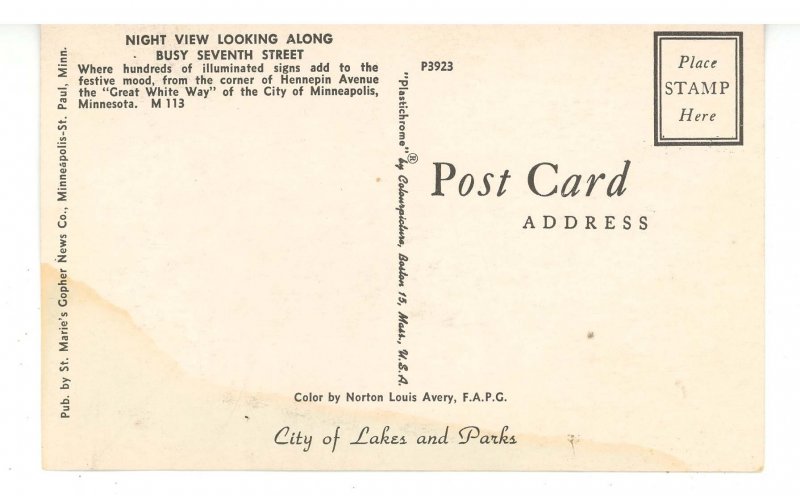 NIGHT VIEW LOOKING ALONG
BUSY SEVENTH STREET
Where hundreds of illuminated signs add to the
festive mood, from the corner of Hennepin Avenue
the "Great White Way" of the City of Minneapolis,
Minnesota. M 113
Pub. by St. Marie's Gopher News Co., Minneapolis-St. Paul, Minn.
P3923
"Plastichrome"® by Colourpicture, Boston 15, Mass., U.S.A.
Place
STAMP
Here
Post Card
ADDRESS
Color by Norton Louis Avery, F.A.P.G.
City of Lakes and Parks